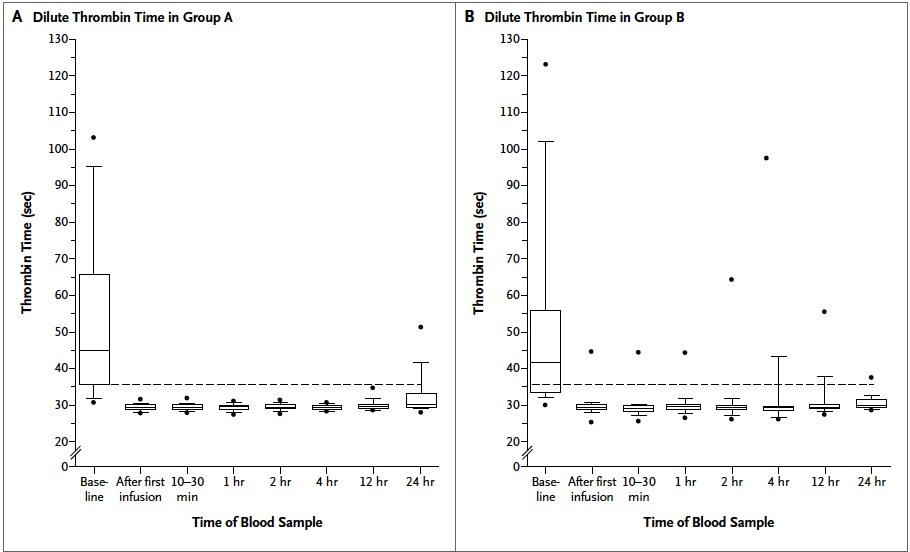 A Dilute Thrombin Time in Group A
Thrombin Time (sec)
130
120
110
100
90
80
70
60
50
40
30
20
0
Base- After first 10–30 1 hr 2 hr 4 hr 12 hr 24 hr
line infusion min
Time of Blood Sample
B Dilute Thrombin Time in Group B
Thrombin Time (sec)
130
120
110
100
90
80
70
60
50
40
30
20
0
Base- After first 10–30 1 hr 2 hr 4 hr 12 hr 24 hr
line infusion min
Time of Blood Sample